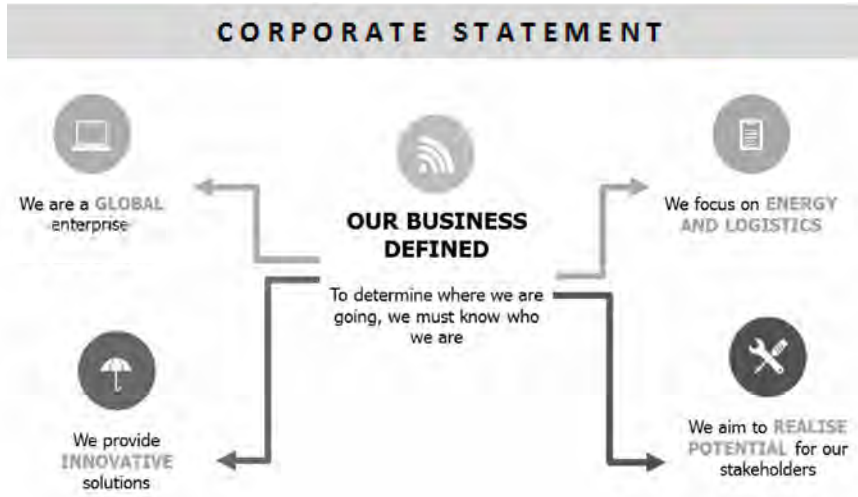 CORPORATE STATEMENT
We are a GLOBAL
enterprise
OUR BUSINESS
DEFINED
To determine where we are
going, we must know who
we are
We focus on ENERGY
AND LOGISTICS
We provide
INNOVATIVE
solutions
We aim to REALISE
POTENTIAL for our
stakeholders